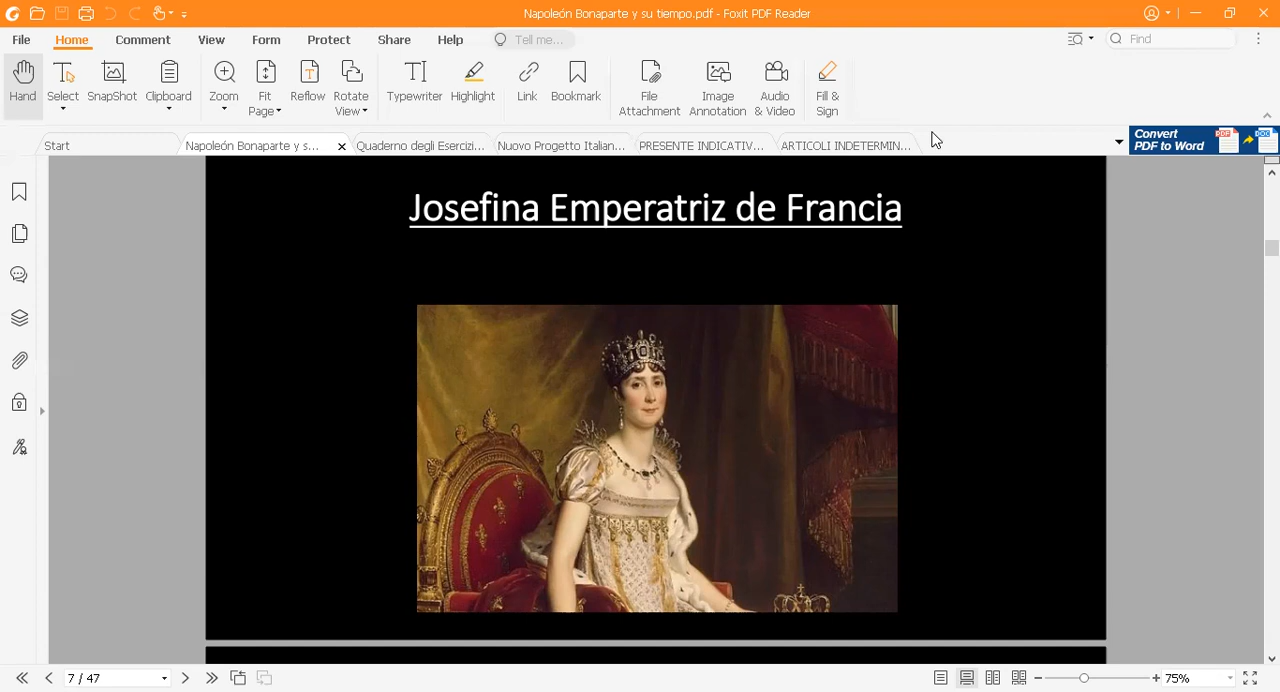 Napoleón Bonaparte y su tiempo.pdf - Foxit PDF Reader
File Home Comment View Form Protect Share Help Tell me... Find
Hand Select SnapShot Clipboard Zoom Fit Page Reflow Rotate View Typewriter Highlight Link Bookmark File Attachment Image Annotation Audio & Video Fill & Sign
Start Napoleón Bonaparte y s... Quaderno degli Esercizi... Nuovo Progetto Italian... PRESENTE INDICATIV... ARTICOLI INDETERMIN...
Convert PDF to Word
PDF DOC
Josefina Emperatriz de Francia
7 / 47 75%